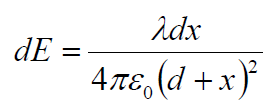 dE = λdx / 4πε₀(d + x)²